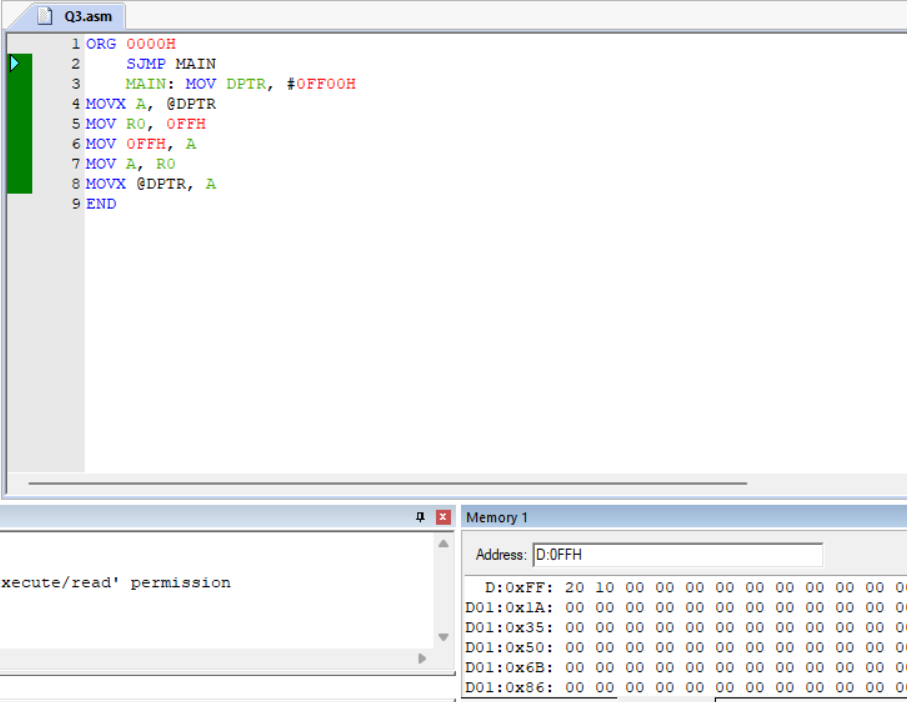 Q3.asm
1 ORG 0000H
2 SJMP MAIN
3 MAIN: MOV DPTR, #0FF00H
4 MOVX A, @DPTR
5 MOV R0, 0FFH
6 MOV 0FFH, A
7 MOV A, R0
8 MOVX @DPTR, A
9 END
Memory 1
Address: D:0FFH
xecute/read' permission
D:0xFF: 20 10 00 00 00 00 00 00 00 00 00 0
D01:0x1A: 00 00 00 00 00 00 00 00 00 00 00 0
D01:0x35: 00 00 00 00 00 00 00 00 00 00 00 0
D01:0x50: 00 00 00 00 00 00 00 00 00 00 00 0
D01:0x6B: 00 00 00 00 00 00 00 00 00 00 00 0
D01:0x86: 00 00 00 00 00 00 00 00 00 00 00 0